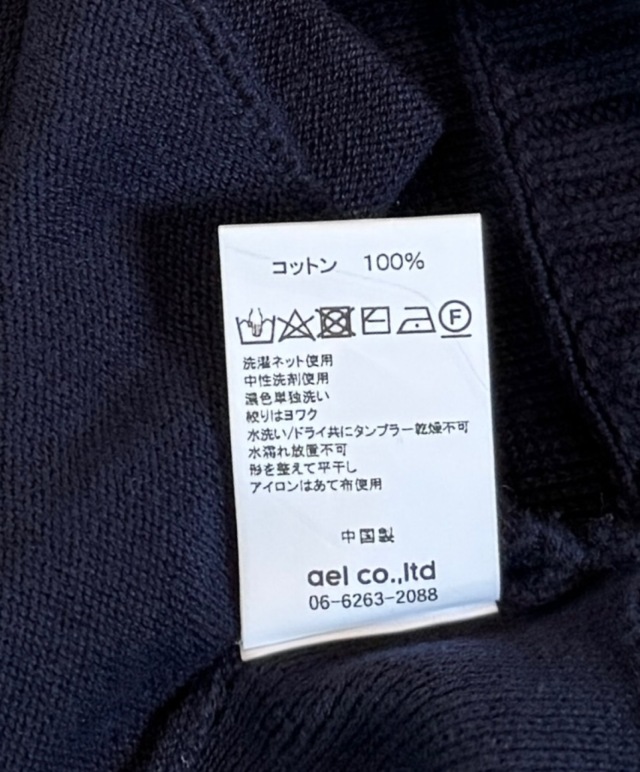 コットン 100%
F
洗濯ネット使用
中性洗剤使用
濃色単独洗い
絞りはヨワク
水洗い/ドライ共にタンブラー乾燥不可
水濡れ放置不可
形を整えて平干し
アイロンはあて布使用
中国製
ael co.,ltd
06-6263-2088